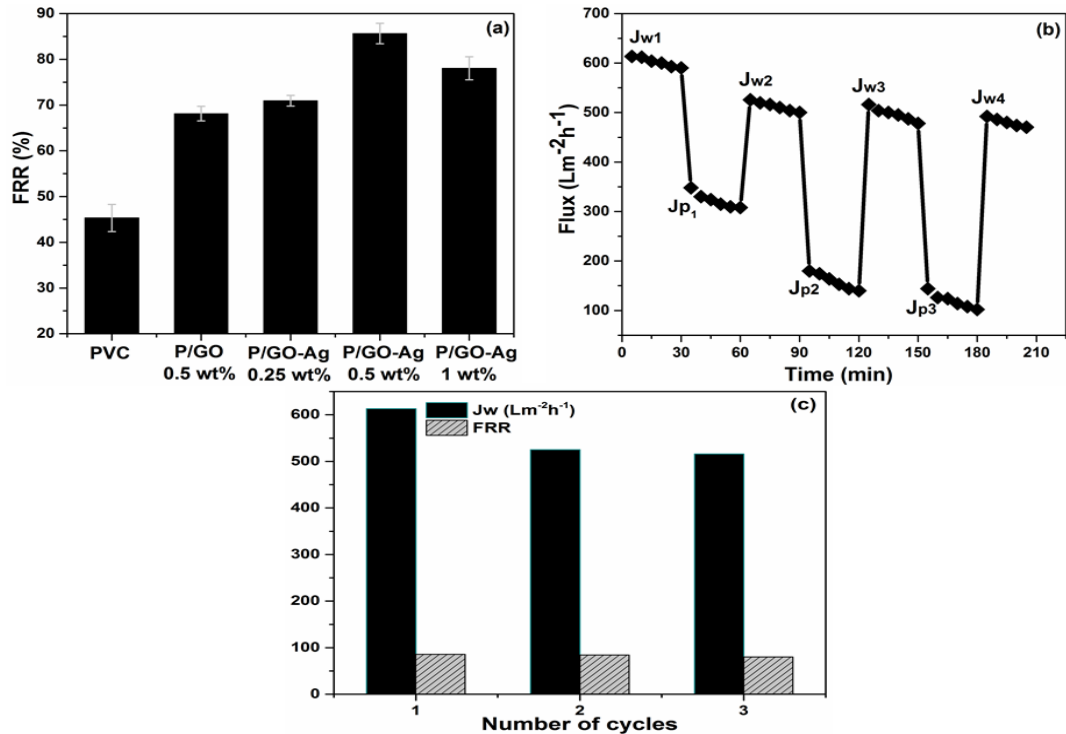 (a)
90
80
70
60
50
40
30
20
FRR (%)
PVC
P/GO
0.5 wt%
P/GO-Ag
0.25 wt%
P/GO-Ag
0.5 wt%
P/GO-Ag
1 wt%
(b)
700
600
500
400
300
200
100
Flux (Lm⁻²h⁻¹)
Jw1
Jw2
Jw3
Jw4
Jp₁
Jp2
Jp3
0 30 60 90 120 150 180 210
Time (min)
(c)
Jw (Lm⁻²h⁻¹)
FRR
600
500
400
300
200
100
0
1 2 3
Number of cycles